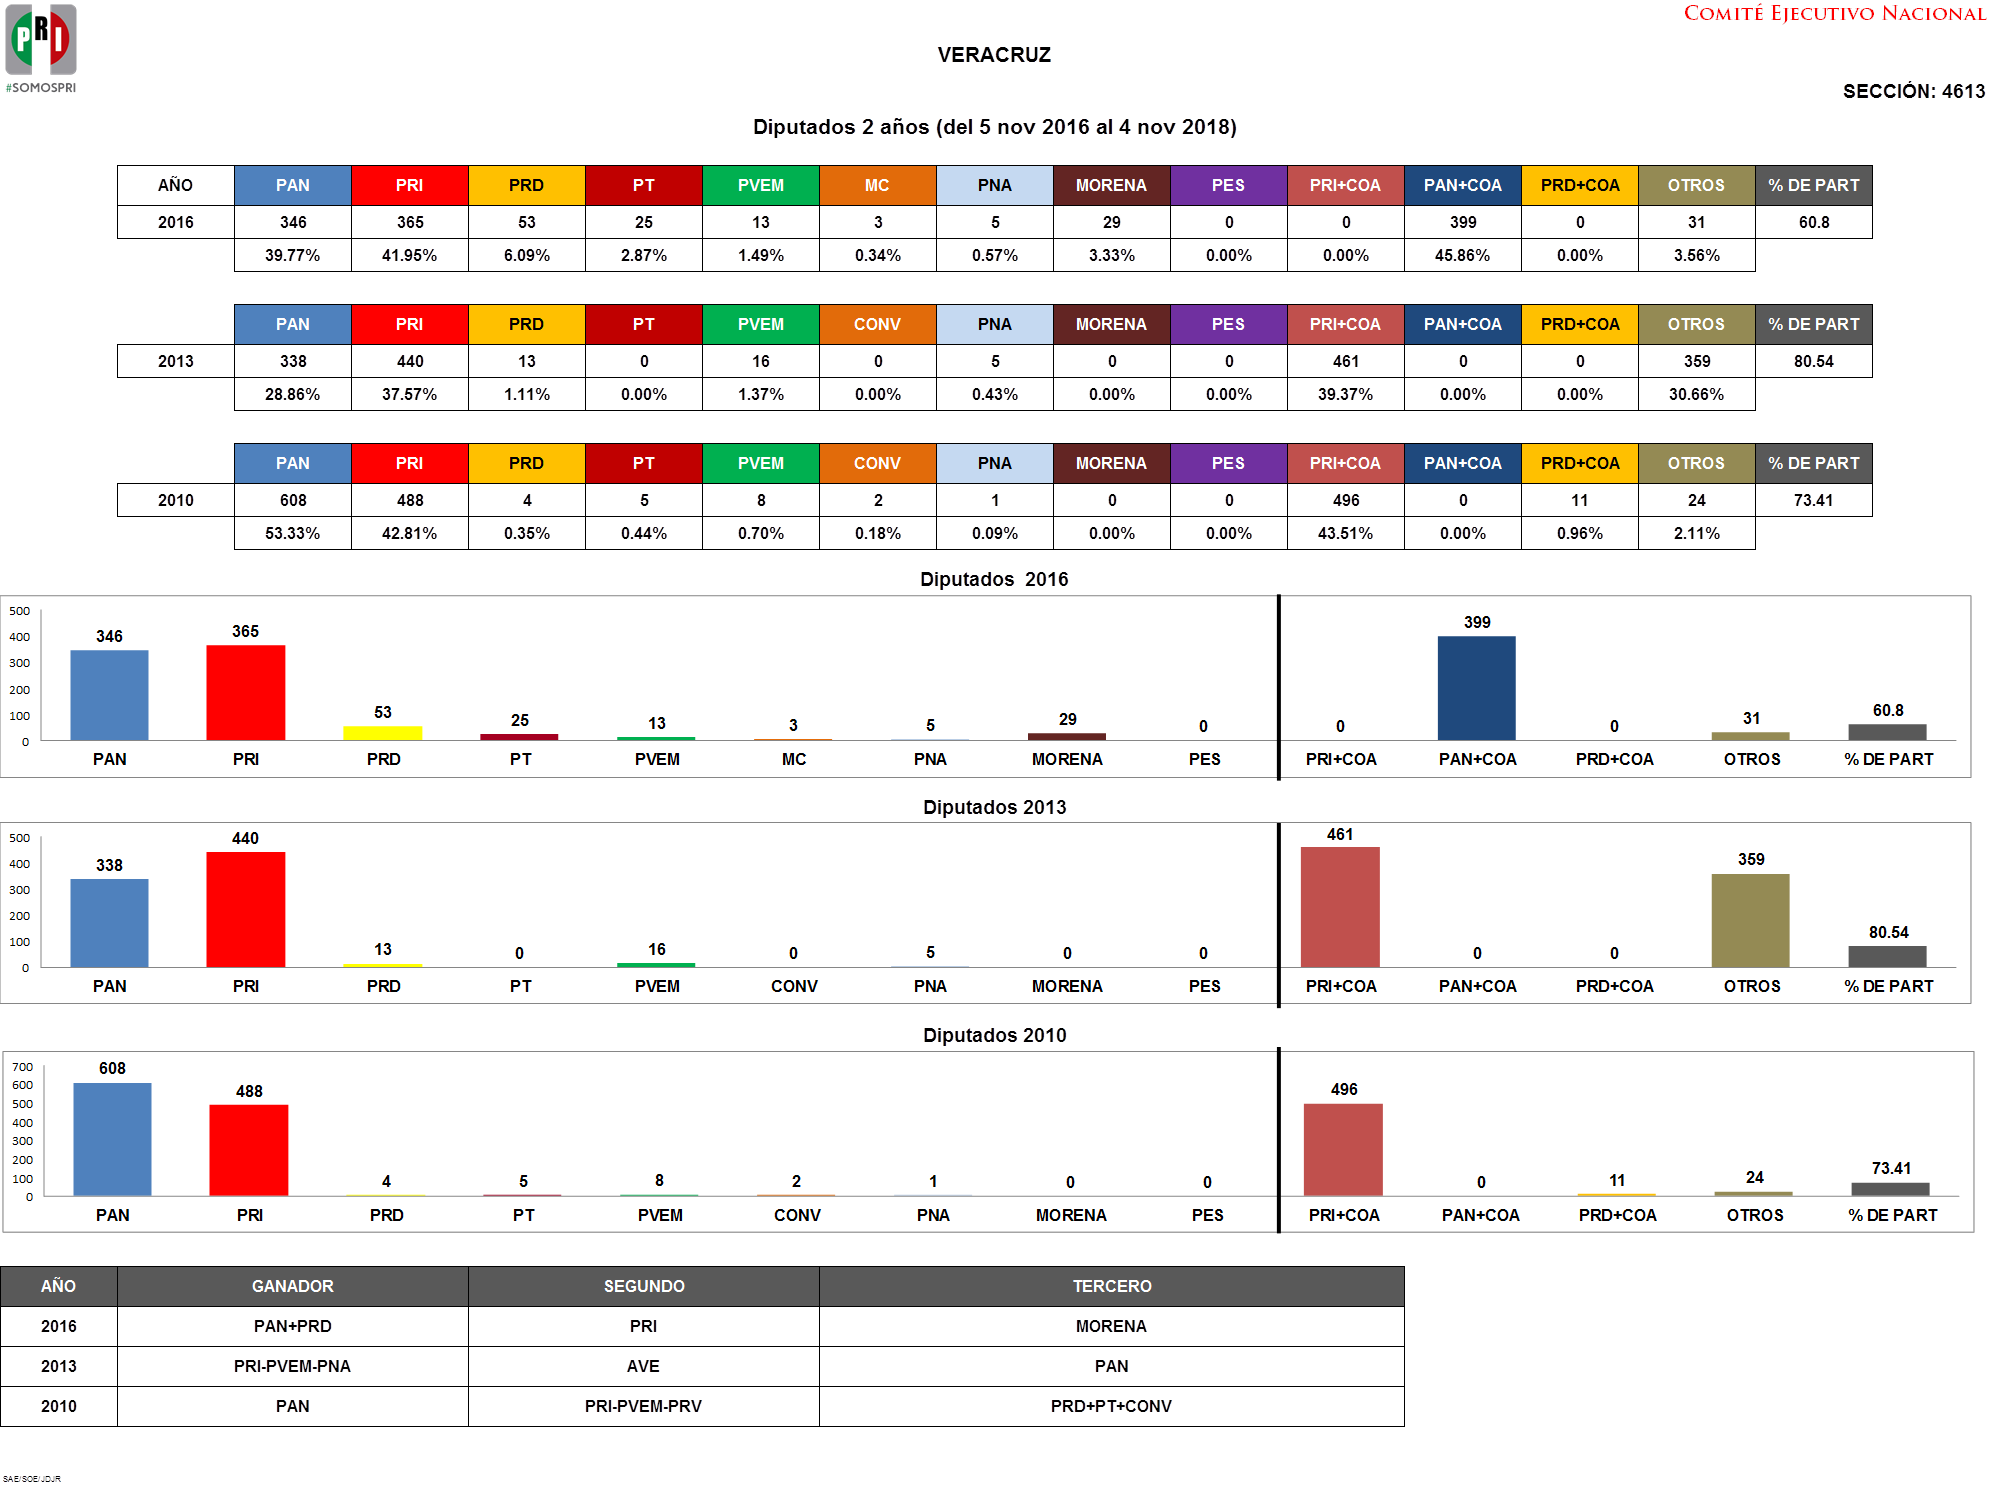 COMITÉ EJECUTIVO NACIONAL
PRI
#SOMOSPRI
VERACRUZ
SECCIÓN: 4613
Diputados 2 años (del 5 nov 2016 al 4 nov 2018)
AÑO PAN PRI PRD PT PVEM MC PNA MORENA PES PRI+COA PAN+COA PRD+COA OTROS % DE PART
2016 346 365 53 25 13 3 5 29 0 0 399 0 31 60.8
39.77% 41.95% 6.09% 2.87% 1.49% 0.34% 0.57% 3.33% 0.00% 0.00% 45.86% 0.00% 3.56%
PAN PRI PRD PT PVEM CONV PNA MORENA PES PRI+COA PAN+COA PRD+COA OTROS % DE PART
2013 338 440 13 0 16 0 5 0 0 461 0 0 359 80.54
28.86% 37.57% 1.11% 0.00% 1.37% 0.00% 0.43% 0.00% 0.00% 39.37% 0.00% 0.00% 30.66%
PAN PRI PRD PT PVEM CONV PNA MORENA PES PRI+COA PAN+COA PRD+COA OTROS % DE PART
2010 608 488 4 5 8 2 1 0 0 496 0 11 24 73.41
53.33% 42.81% 0.35% 0.44% 0.70% 0.18% 0.09% 0.00% 0.00% 43.51% 0.00% 0.96% 2.11%
Diputados 2016
500
400
300
200
100
0
346 365 53 25 13 3 5 29 0 0 399 0 31 60.8
PAN PRI PRD PT PVEM MC PNA MORENA PES PRI+COA PAN+COA PRD+COA OTROS % DE PART
Diputados 2013
500
400
300
200
100
0
338 440 13 0 16 0 5 0 0 461 0 0 359 80.54
PAN PRI PRD PT PVEM CONV PNA MORENA PES PRI+COA PAN+COA PRD+COA OTROS % DE PART
Diputados 2010
700
600
500
400
300
200
100
0
608 488 4 5 8 2 1 0 0 496 0 11 24 73.41
PAN PRI PRD PT PVEM CONV PNA MORENA PES PRI+COA PAN+COA PRD+COA OTROS % DE PART
AÑO GANADOR SEGUNDO TERCERO
2016 PAN+PRD PRI MORENA
2013 PRI-PVEM-PNA AVE PAN
2010 PAN PRI-PVEM-PRV PRD+PT+CONV
SAE/SOE/JDJR